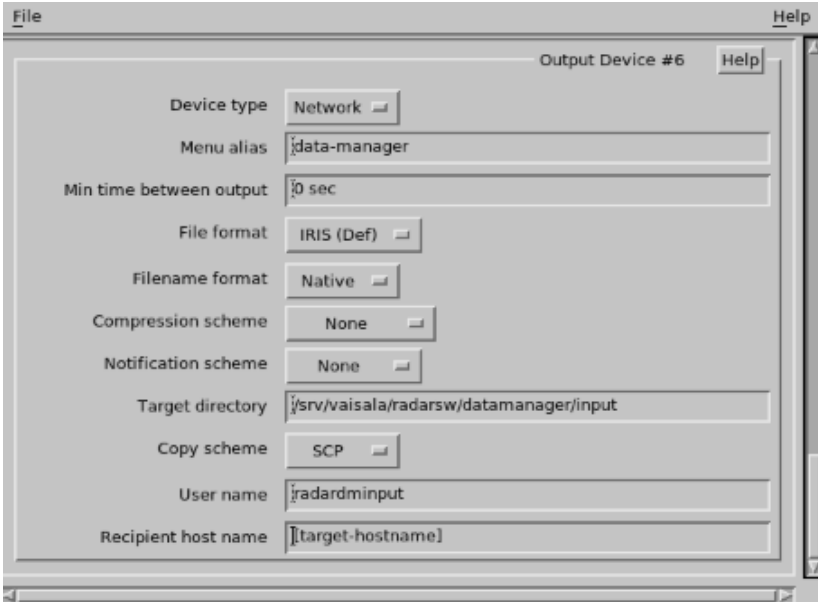 File Help
Output Device #6 Help
Device type Network
Menu alias data-manager
Min time between output 0 sec
File format IRIS (Def)
Filename format Native
Compression scheme None
Notification scheme None
Target directory /srv/vaisala/radarsw/datamanager/input
Copy scheme SCP
User name radardminput
Recipient host name [target-hostname]